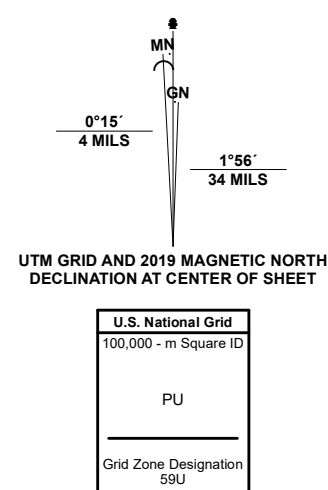 MN
GN
0°15´
4 MILS
1°56´
34 MILS
UTM GRID AND 2019 MAGNETIC NORTH
DECLINATION AT CENTER OF SHEET
U.S. National Grid
100,000 - m Square ID
PU
Grid Zone Designation
59U